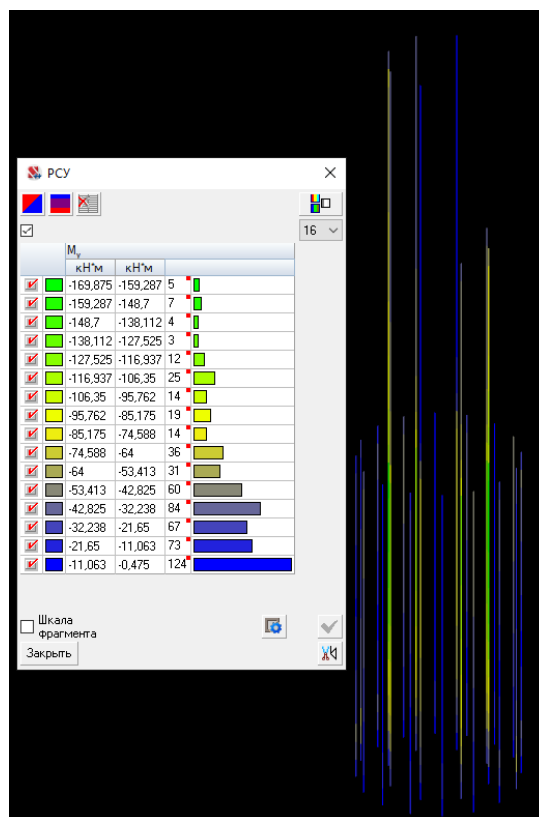 РСУ
16
My
кН*м кН*м
-169,875 -159,287 5
-159,287 -148,7 7
-148,7 -138,112 4
-138,112 -127,525 3
-127,525 -116,937 12
-116,937 -106,35 25
-106,35 -95,762 14
-95,762 -85,175 19
-85,175 -74,588 14
-74,588 -64 36
-64 -53,413 31
-53,413 -42,825 60
-42,825 -32,238 84
-32,238 -21,65 67
-21,65 -11,063 73
-11,063 -0,475 124
Шкала
фрагмента
Закрыть